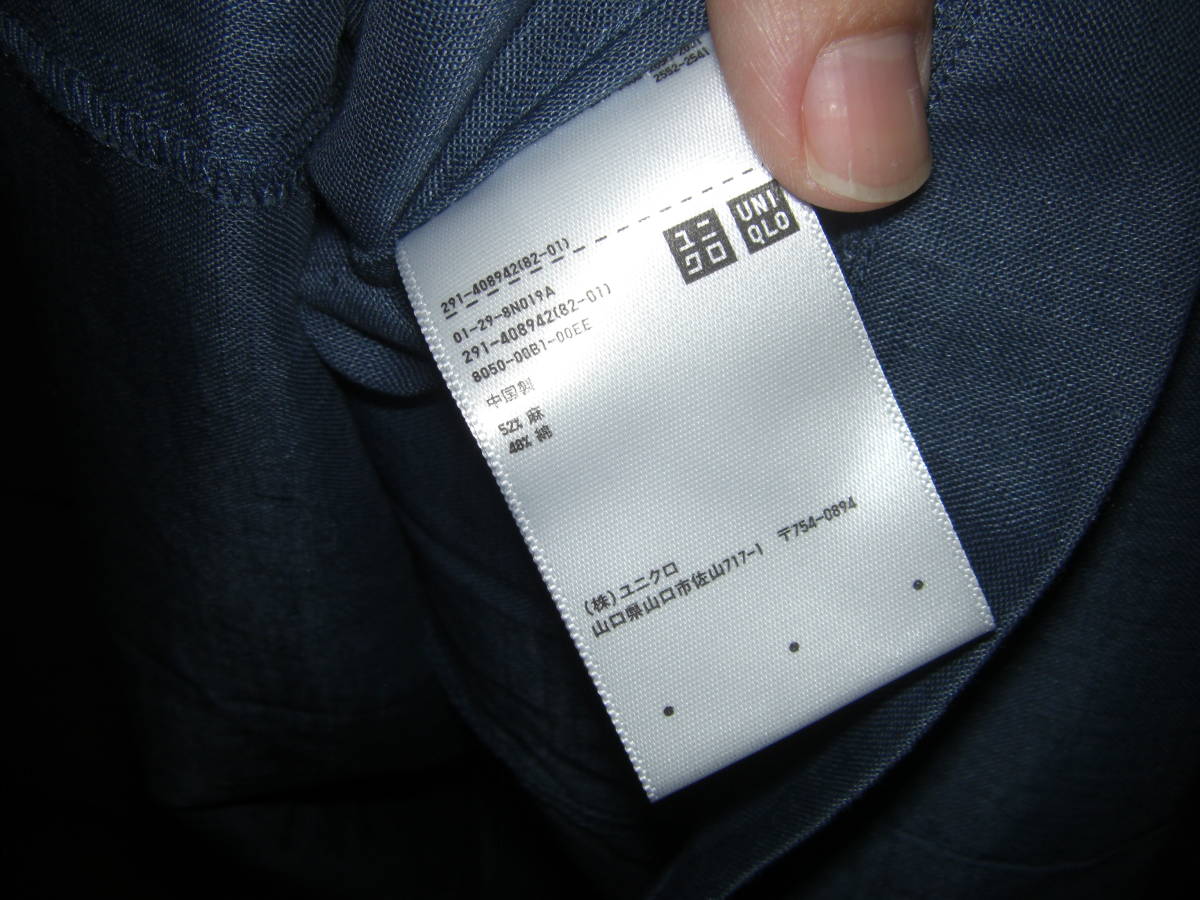 2552-2541
ユニ
クロ
UNI
QLO
291-408942(82-01)
01-29-8N019A
291-408942(82-01)
8050-00B1-00EE
中国製
52% 麻
48% 綿
(株)ユニクロ
山口県山口市佐山717-1 〒754-0894